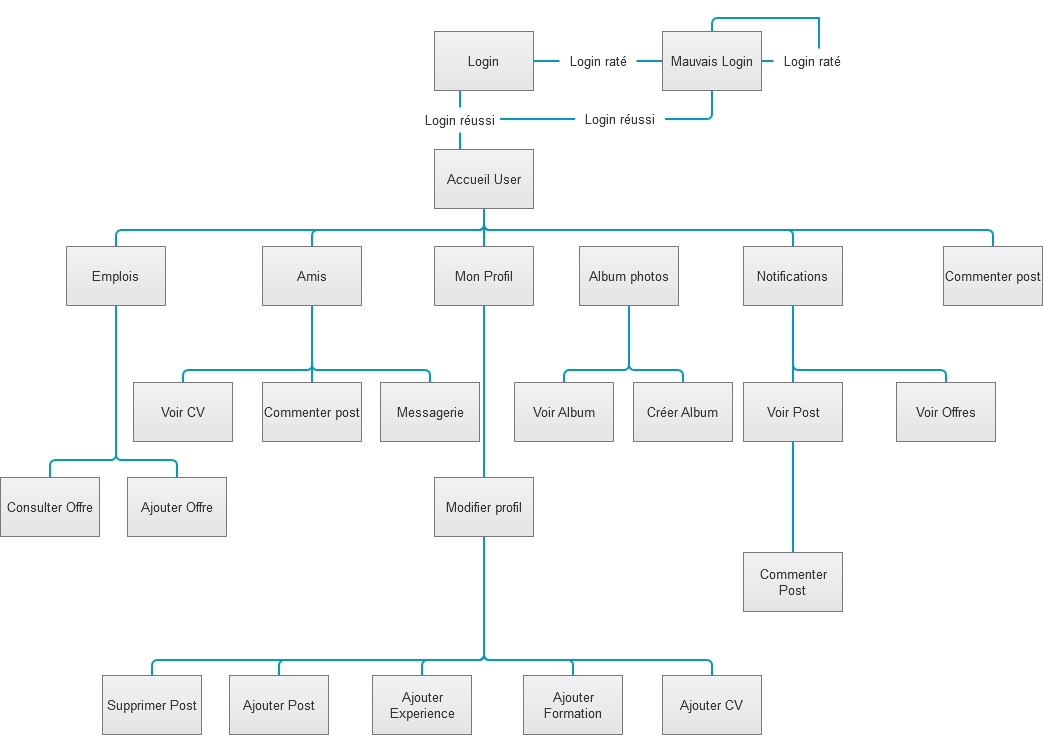 Login
Login raté
Mauvais Login
Login raté
Login réussi
Login réussi
Accueil User
Emplois
Amis
Mon Profil
Album photos
Notifications
Commenter post
Voir CV
Commenter post
Messagerie
Voir Album
Créer Album
Voir Post
Voir Offres
Consulter Offre
Ajouter Offre
Modifier profil
Commenter
Post
Supprimer Post
Ajouter Post
Ajouter
Experience
Ajouter
Formation
Ajouter CV